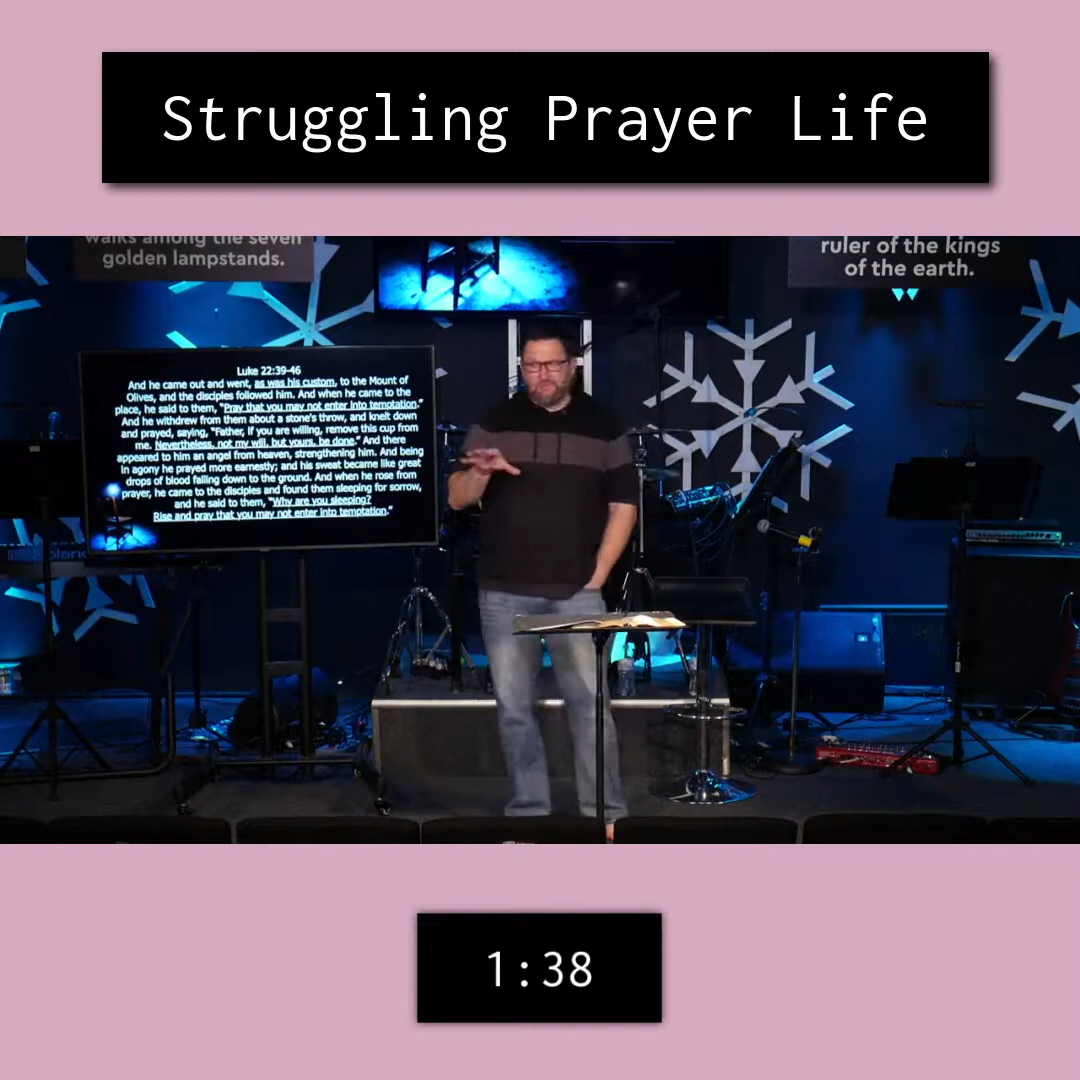 Struggling Prayer Life
walks among the seven
golden lampstands.
ruler of the kings
of the earth.
Luke 22:39-46
And he came out and went, as was his custom, to the Mount of
Olives, and the disciples followed him. And when he came to the
place, he said to them, "Pray that you may not enter into temptation."
And he withdrew from them about a stone's throw, and knelt down
and prayed, saying, "Father, if you are willing, remove this cup from
me. Nevertheless, not my will, but yours, be done." And there
appeared to him an angel from heaven, strengthening him. And being
in agony he prayed more earnestly; and his sweat became like great
drops of blood falling down to the ground. And when he rose from
prayer, he came to the disciples and found them sleeping for sorrow,
and he said to them, "Why are you sleeping?
Rise and pray that you may not enter into temptation."
Roland
1:38